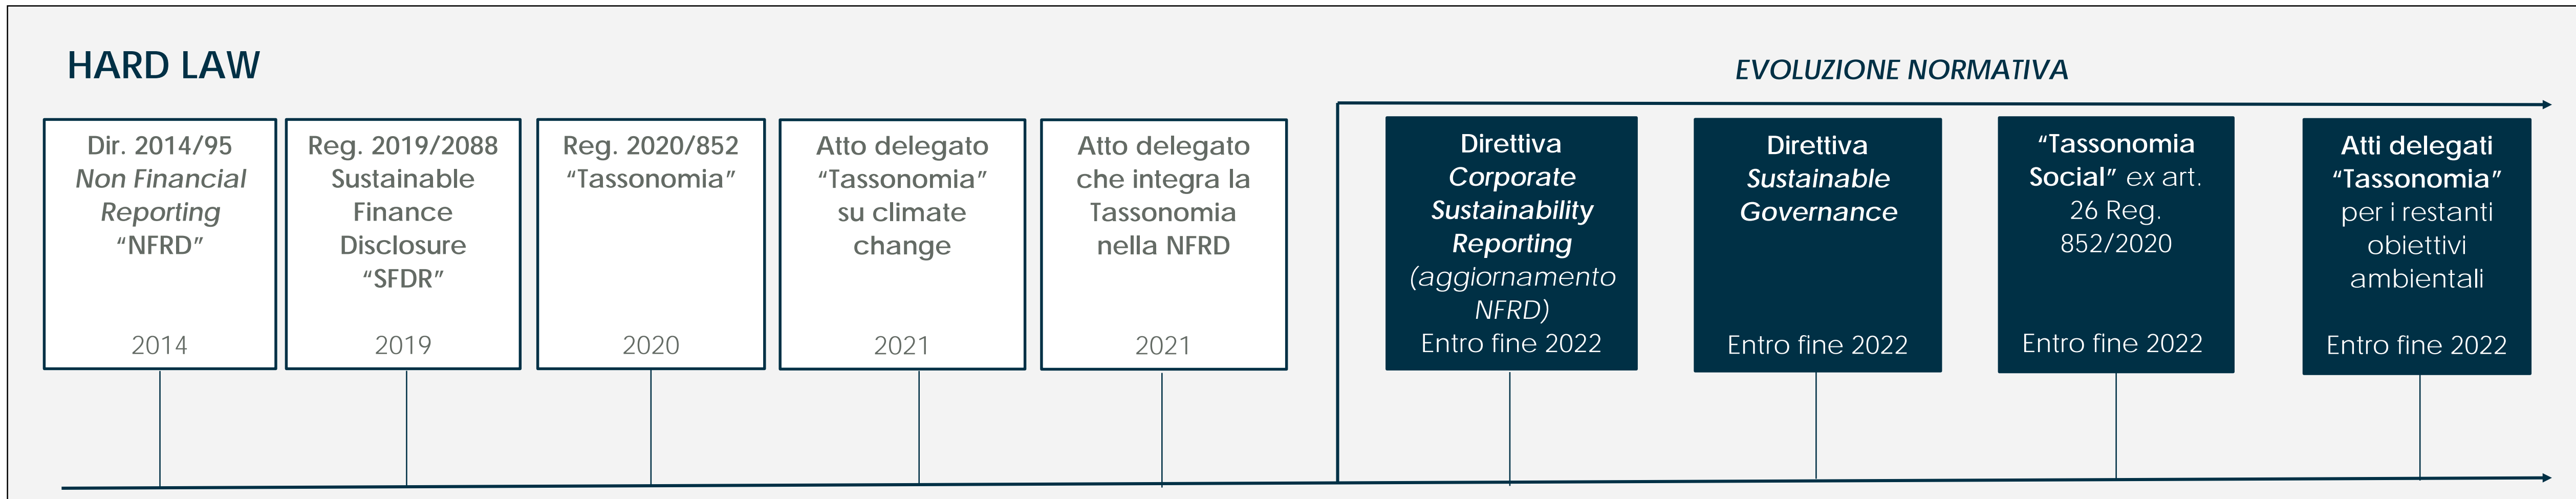 HARD LAW
EVOLUZIONE NORMATIVA
Dir. 2014/95
Non Financial
Reporting
“NFRD”
2014
Reg. 2019/2088
Sustainable
Finance
Disclosure
“SFDR”
2019
Reg. 2020/852
“Tassonomia”
2020
Atto delegato
“Tassonomia”
su climate
change
2021
Atto delegato
che integra la
Tassonomia
nella NFRD
2021
Direttiva
Corporate
Sustainability
Reporting
(aggiornamento
NFRD)
Entro fine 2022
Direttiva
Sustainable
Governance
Entro fine 2022
“Tassonomia
Social” ex art.
26 Reg.
852/2020
Entro fine 2022
Atti delegati
“Tassonomia”
per i restanti
obiettivi
ambientali
Entro fine 2022